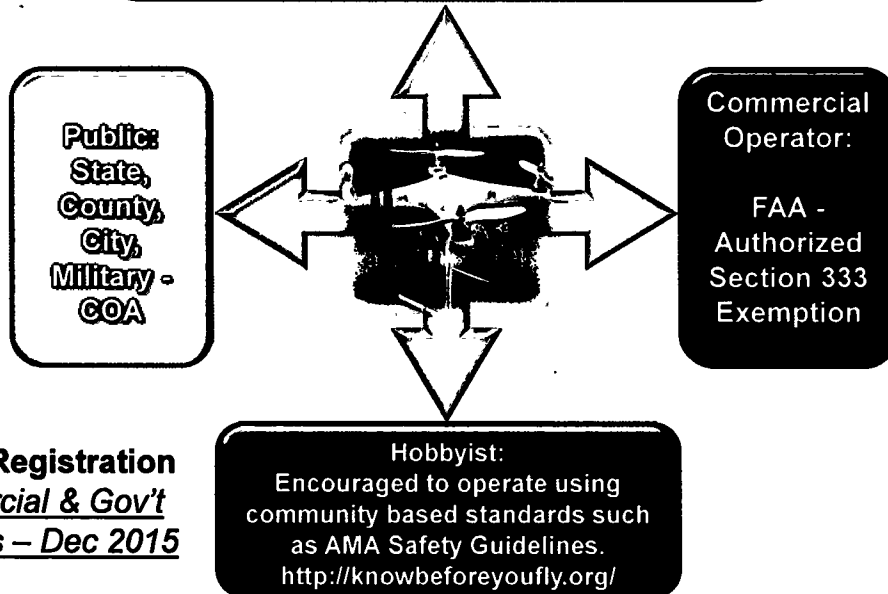 Public:
State,
County,
City,
Military -
COA
Commercial
Operator:
FAA -
Authorized
Section 333
Exemption
Registration
& Gov't
– Dec 2015
Hobbyist:
Encouraged to operate using
community based standards such
as AMA Safety Guidelines.
http://knowbeforeyoufly.org/